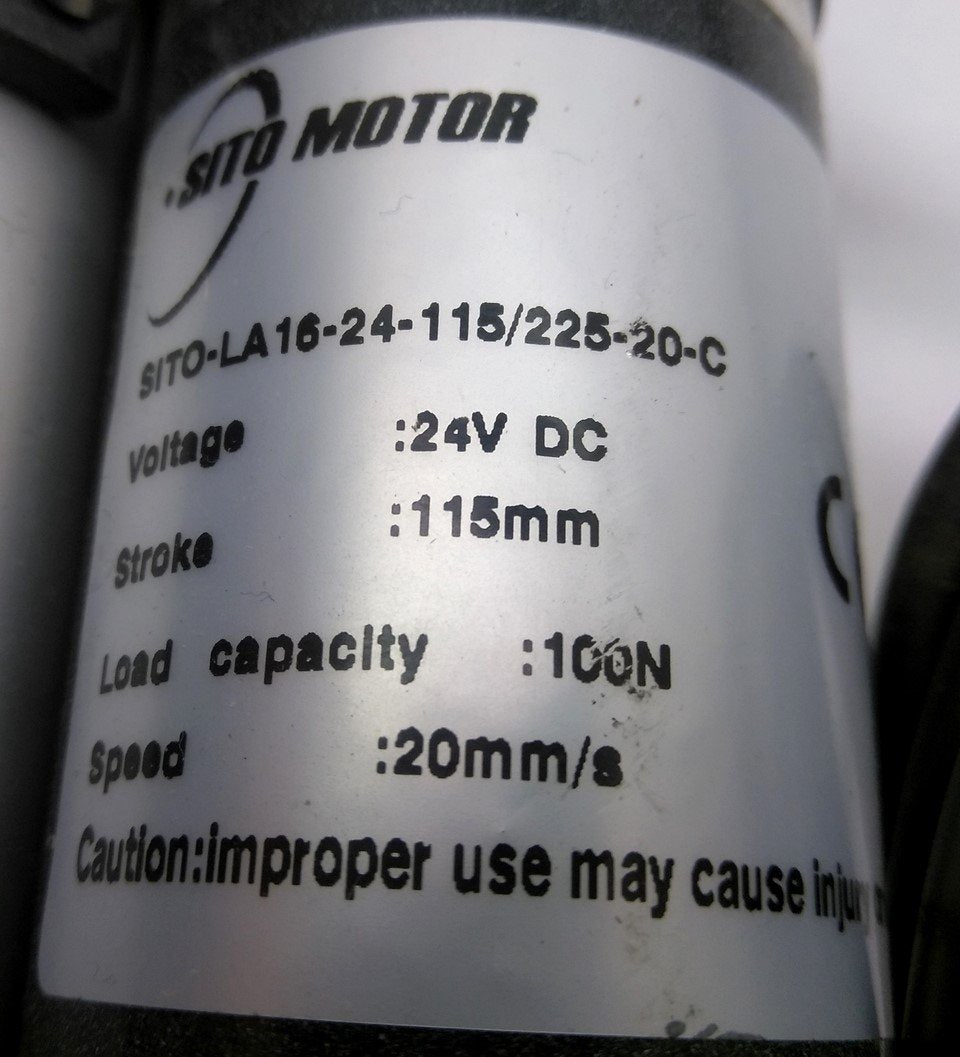 SITO MOTOR
SITO-LA16-24-115/225-20-C
Voltage :24V DC
Stroke :115mm
Load capacity :100N
Speed :20mm/s
Caution:improper use may cause injury